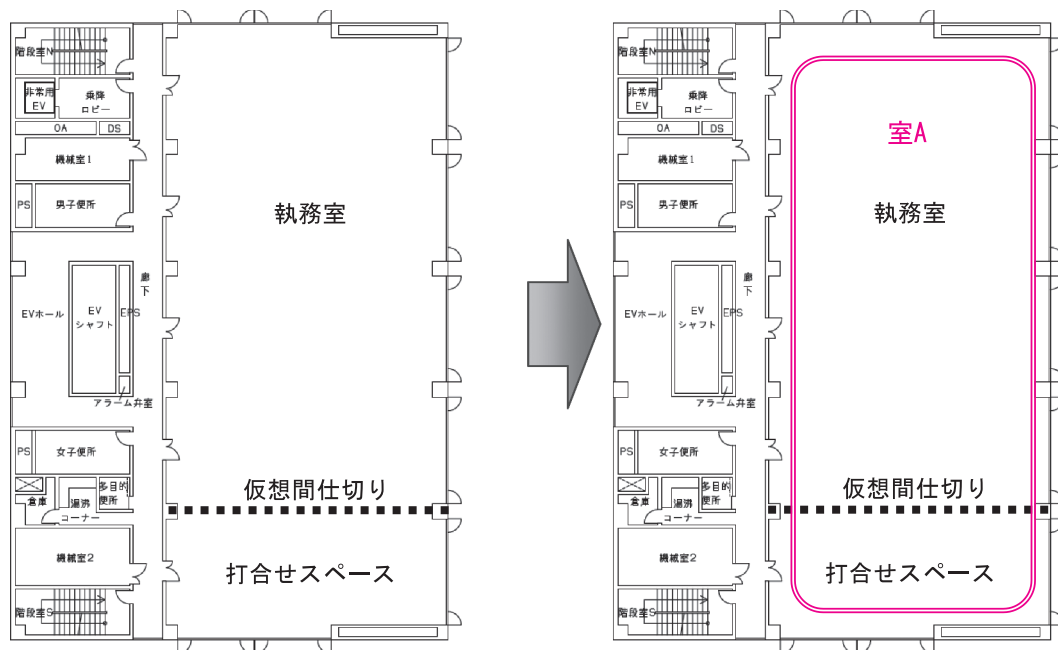 階段室N
非常用
EV
乗降
ロビー
OA
DS
機械室1
PS
男子便所
執務室
廊
下
EVホール
EV
シャフト
EPS
アラーム弁室
PS
女子便所
倉庫
湯沸
コーナー
多目的
便所
仮想間仕切り
機械室2
打合せスペース
階段室S
階段室N
非常用
EV
乗降
ロビー
OA
DS
室A
機械室1
PS
男子便所
執務室
廊
下
EVホール
EV
シャフト
EPS
アラーム弁室
PS
女子便所
倉庫
湯沸
コーナー
多目的
便所
仮想間仕切り
機械室2
打合せスペース
階段室S